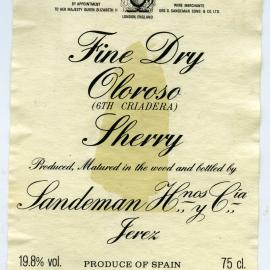 BY APPOINTMENT
TO HER MAJESTY QUEEN ELIZABETH II
LONDON, ENGLAND
WINE MERCHANTS
GEO G. SANDEMAN SONS & CO. LTD.
Fine Dry
Oloroso
(6TH CRIADERA)
Sherry
Produced, Matured in the wood and bottled by
Sandeman Hnos y Cia
Jerez
19.8% vol.
PRODUCE OF SPAIN
75 cl.